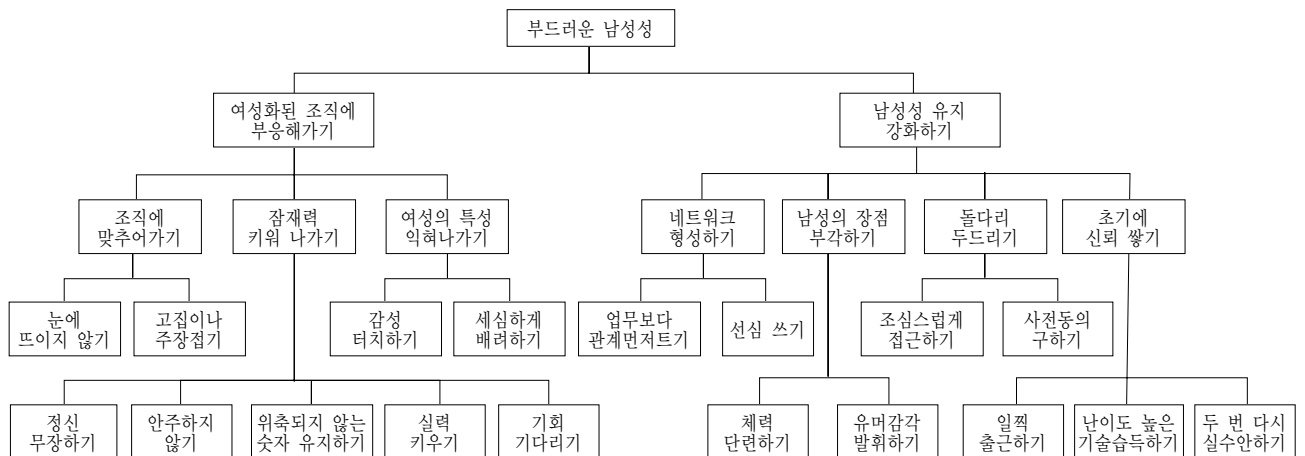 부드러운 남성성
여성화된 조직에
부응해가기
남성성 유지
강화하기
조직에
맞추어가기
잠재력
키워 나가기
여성의 특성
익혀나가기
네트워크
형성하기
남성의 장점
부각하기
돌다리
두드리기
초기에
신뢰 쌓기
눈에
뜨이지 않기
고집이나
주장접기
감성
터치하기
세심하게
배려하기
업무보다
관계먼저트기
선심 쓰기
조심스럽게
접근하기
사전동의
구하기
정신
무장하기
안주하지
않기
위축되지 않는
숫자 유지하기
실력
키우기
기회
기다리기
체력
단련하기
유머감각
발휘하기
일찍
출근하기
난이도 높은
기술습득하기
두 번 다시
실수안하기